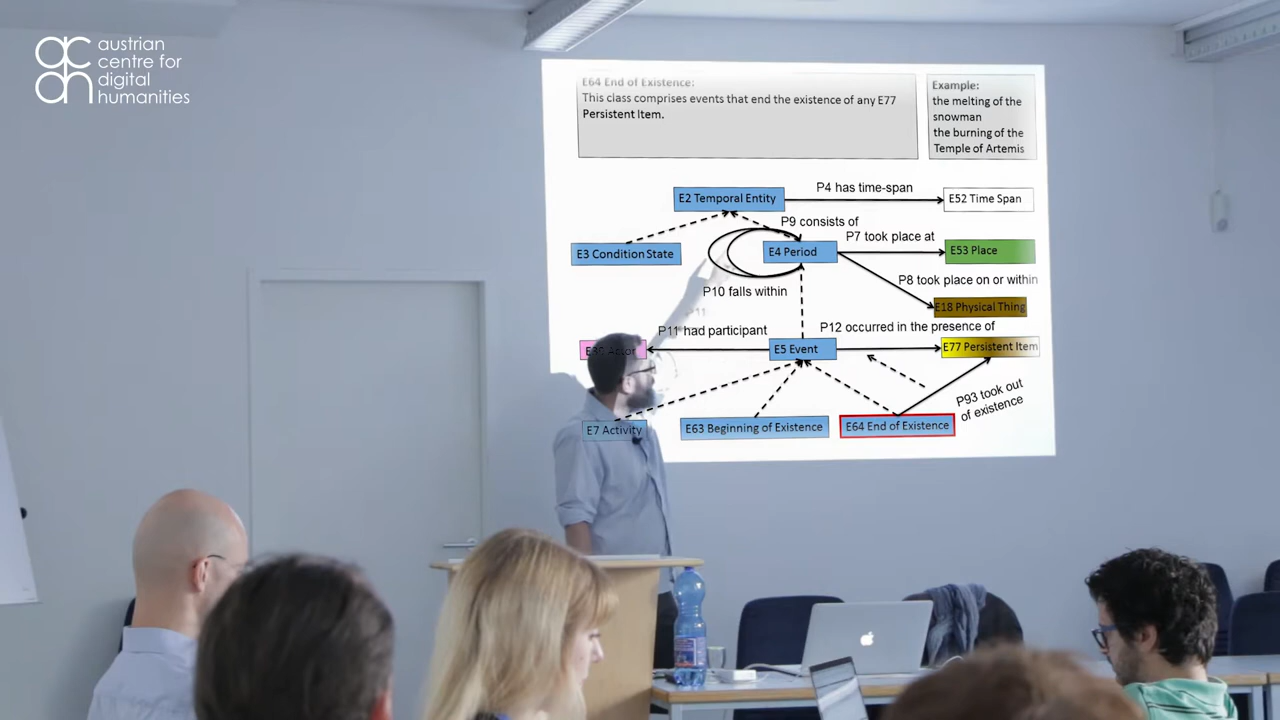 austrian
centre for
digital
humanities
E64 End of Existence:
This class comprises events that end the existence of any E77
Persistent Item.
Example:
the melting of the
snowman
the burning of the
Temple of Artemis
E2 Temporal Entity
P4 has time-span
E52 Time Span
P9 consists of
E3 Condition State
E4 Period
P7 took place at
E53 Place
P8 took place on or within
P10 falls within
E18 Physical Thing
P11
P11 had participant
P12 occurred in the presence of
Actor
E5 Event
E77 Persistent Item
P93 took out
of existence
E7 Activity
E63 Beginning of Existence
E64 End of Existence